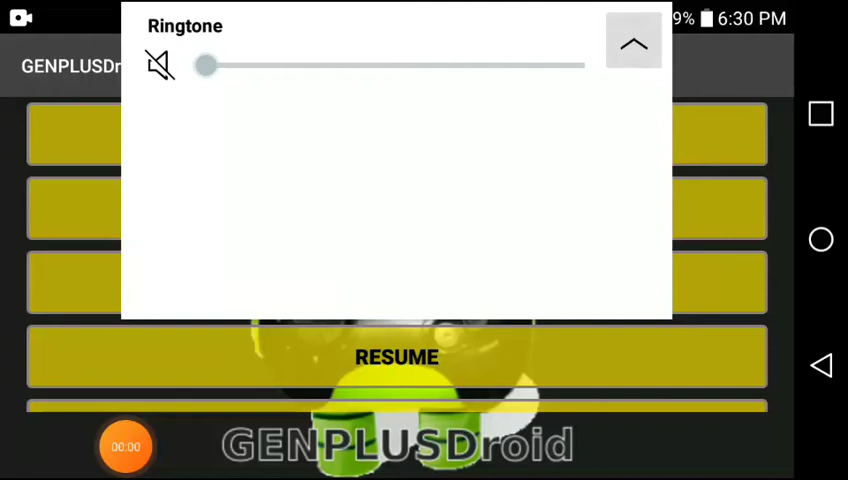 Ringtone
9% 6:30 PM
GENPLUSDr
RESUME
00:00
GENPLUSDroid